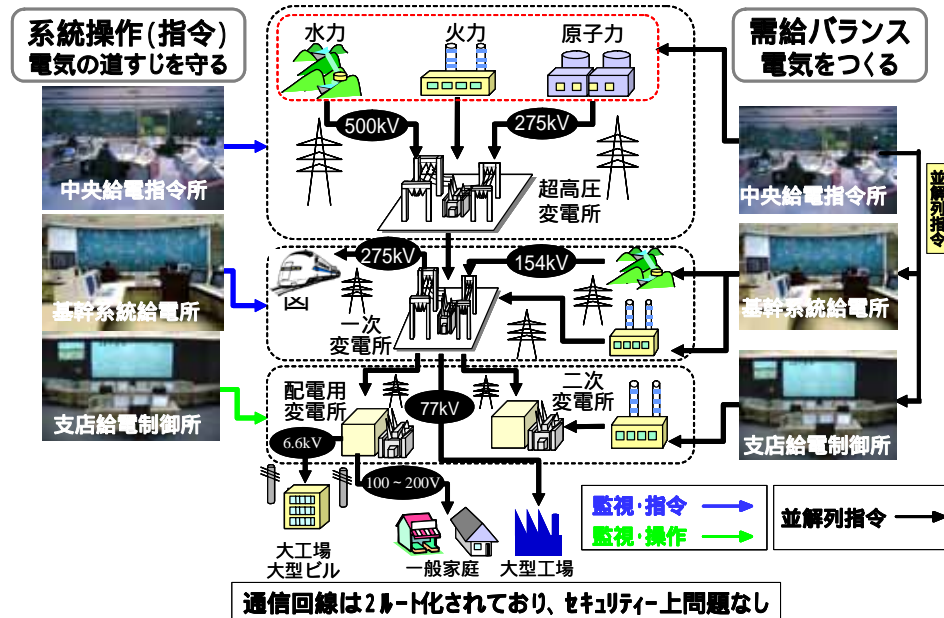 系統操作(指令)
電気の道すじを守る
中央給電指令所
基幹系統給電所
支店給電制御所
水力
火力
原子力
500kV
275kV
超高圧
変電所
275kV
154kV
図
一次
変電所
配電用
変電所
77kV
二次
変電所
6.6kV
100～200V
大工場
大型ビル
一般家庭
大型工場
需給バランス
電気をつくる
中央給電指令所
基幹系統給電所
支店給電制御所
並解列指令
監視・指令
監視・操作
並解列指令
通信回線は2ルート化されており、セキュリティー上問題なし